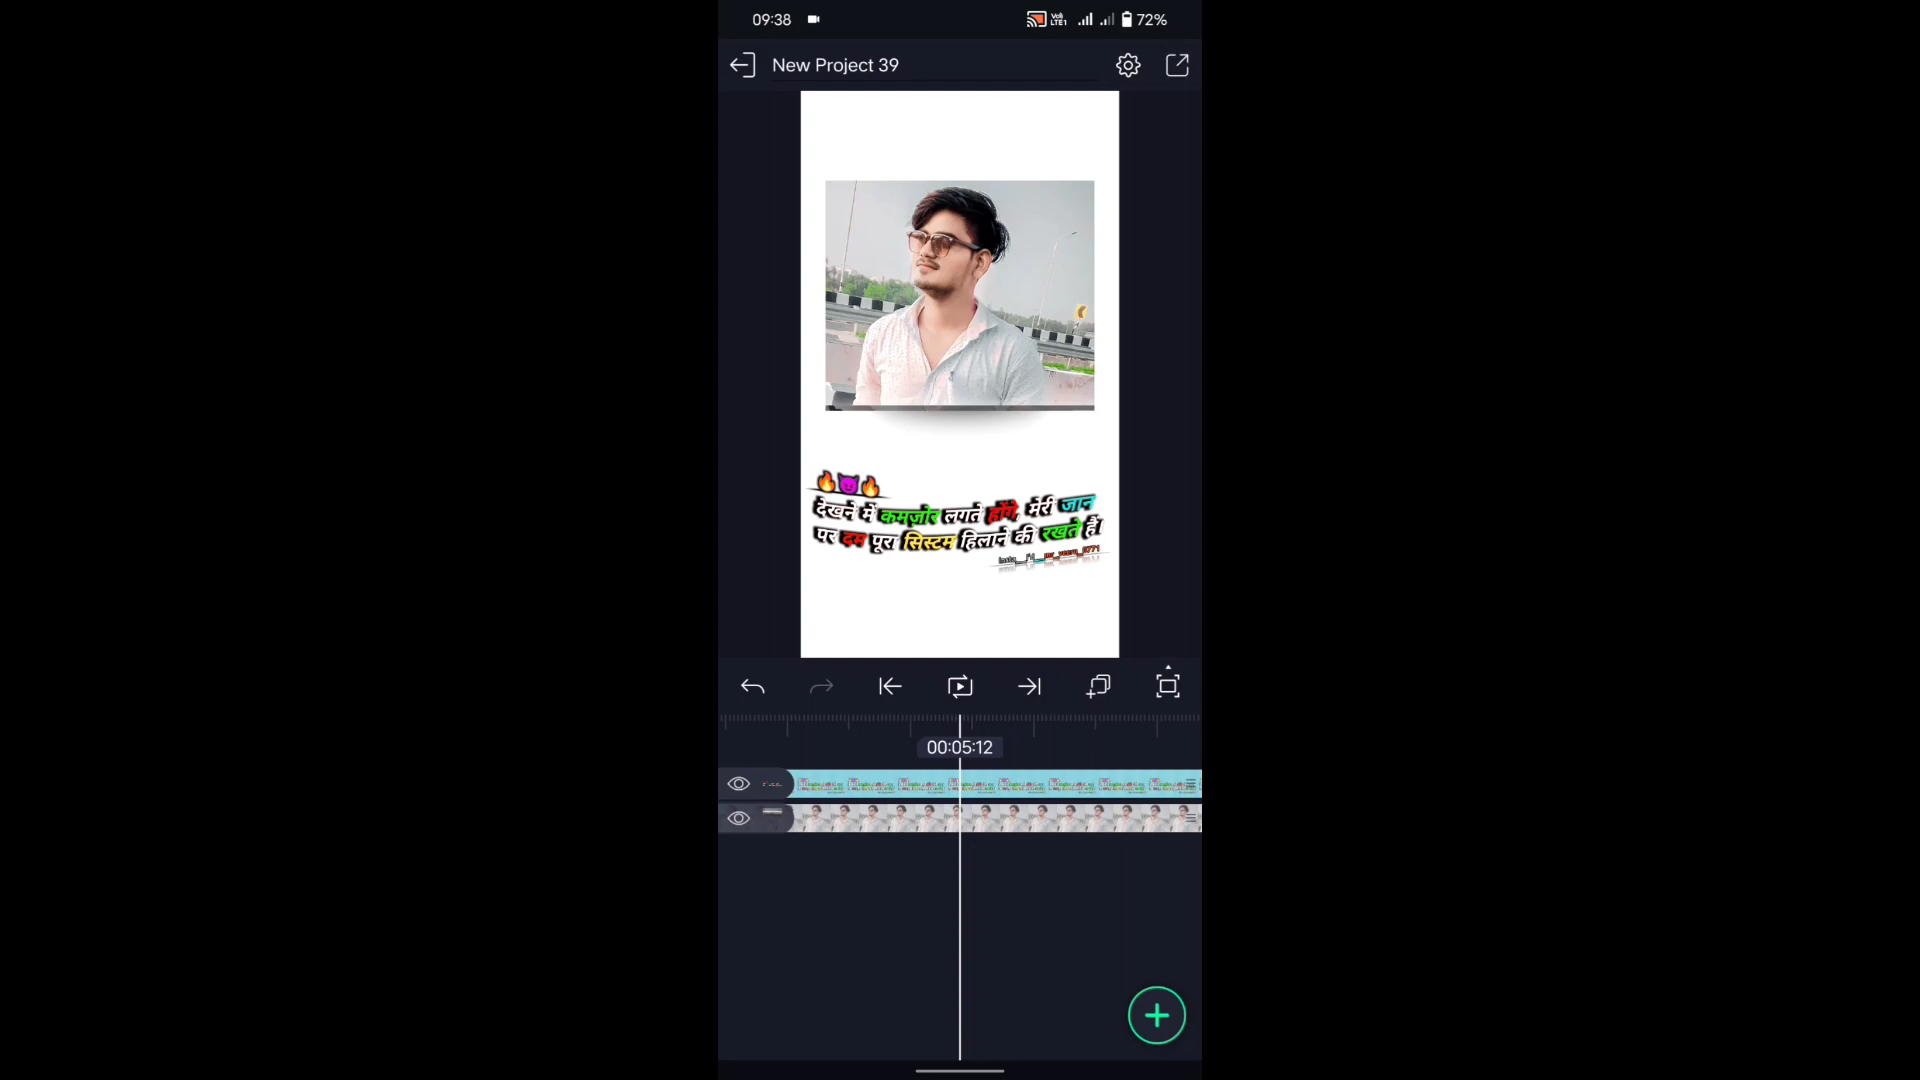 09:38
72%
New Project 39
देखने में कमज़ोर लगते होंगे, मेरी जान
पर दम पूरा सिस्टम हिलाने की रखते है।
00:05:12